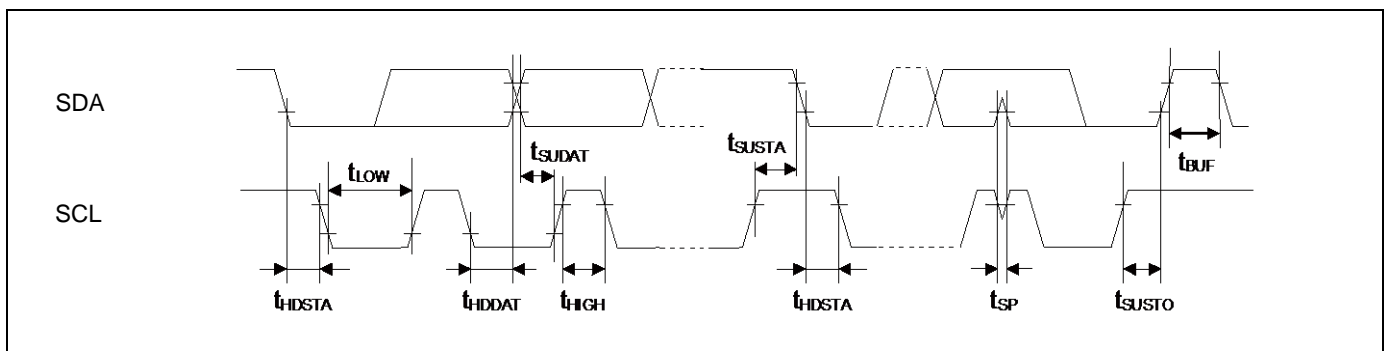 SDA
tSUDAT
tSUSTA
tBUF
tLOW
SCL
tHDSTA
tHDDAT
tHIGH
tHDSTA
tSP
tSUSTO